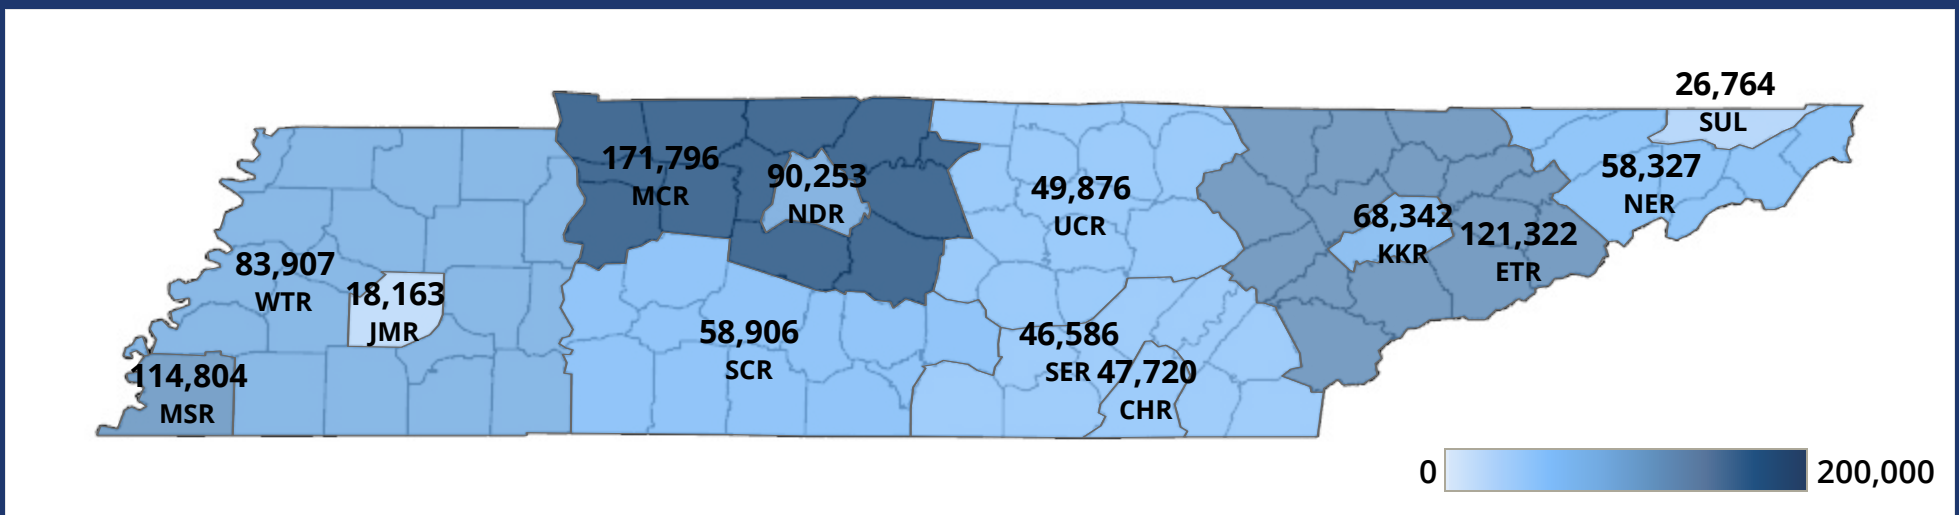 26,764
SUL
171,796
MCR
90,253
NDR
49,876
UCR
58,327
NER
68,342
KKR
121,322
ETR
83,907
WTR
18,163
JMR
58,906
SCR
46,586
SER
47,720
CHR
114,804
MSR
0
200,000